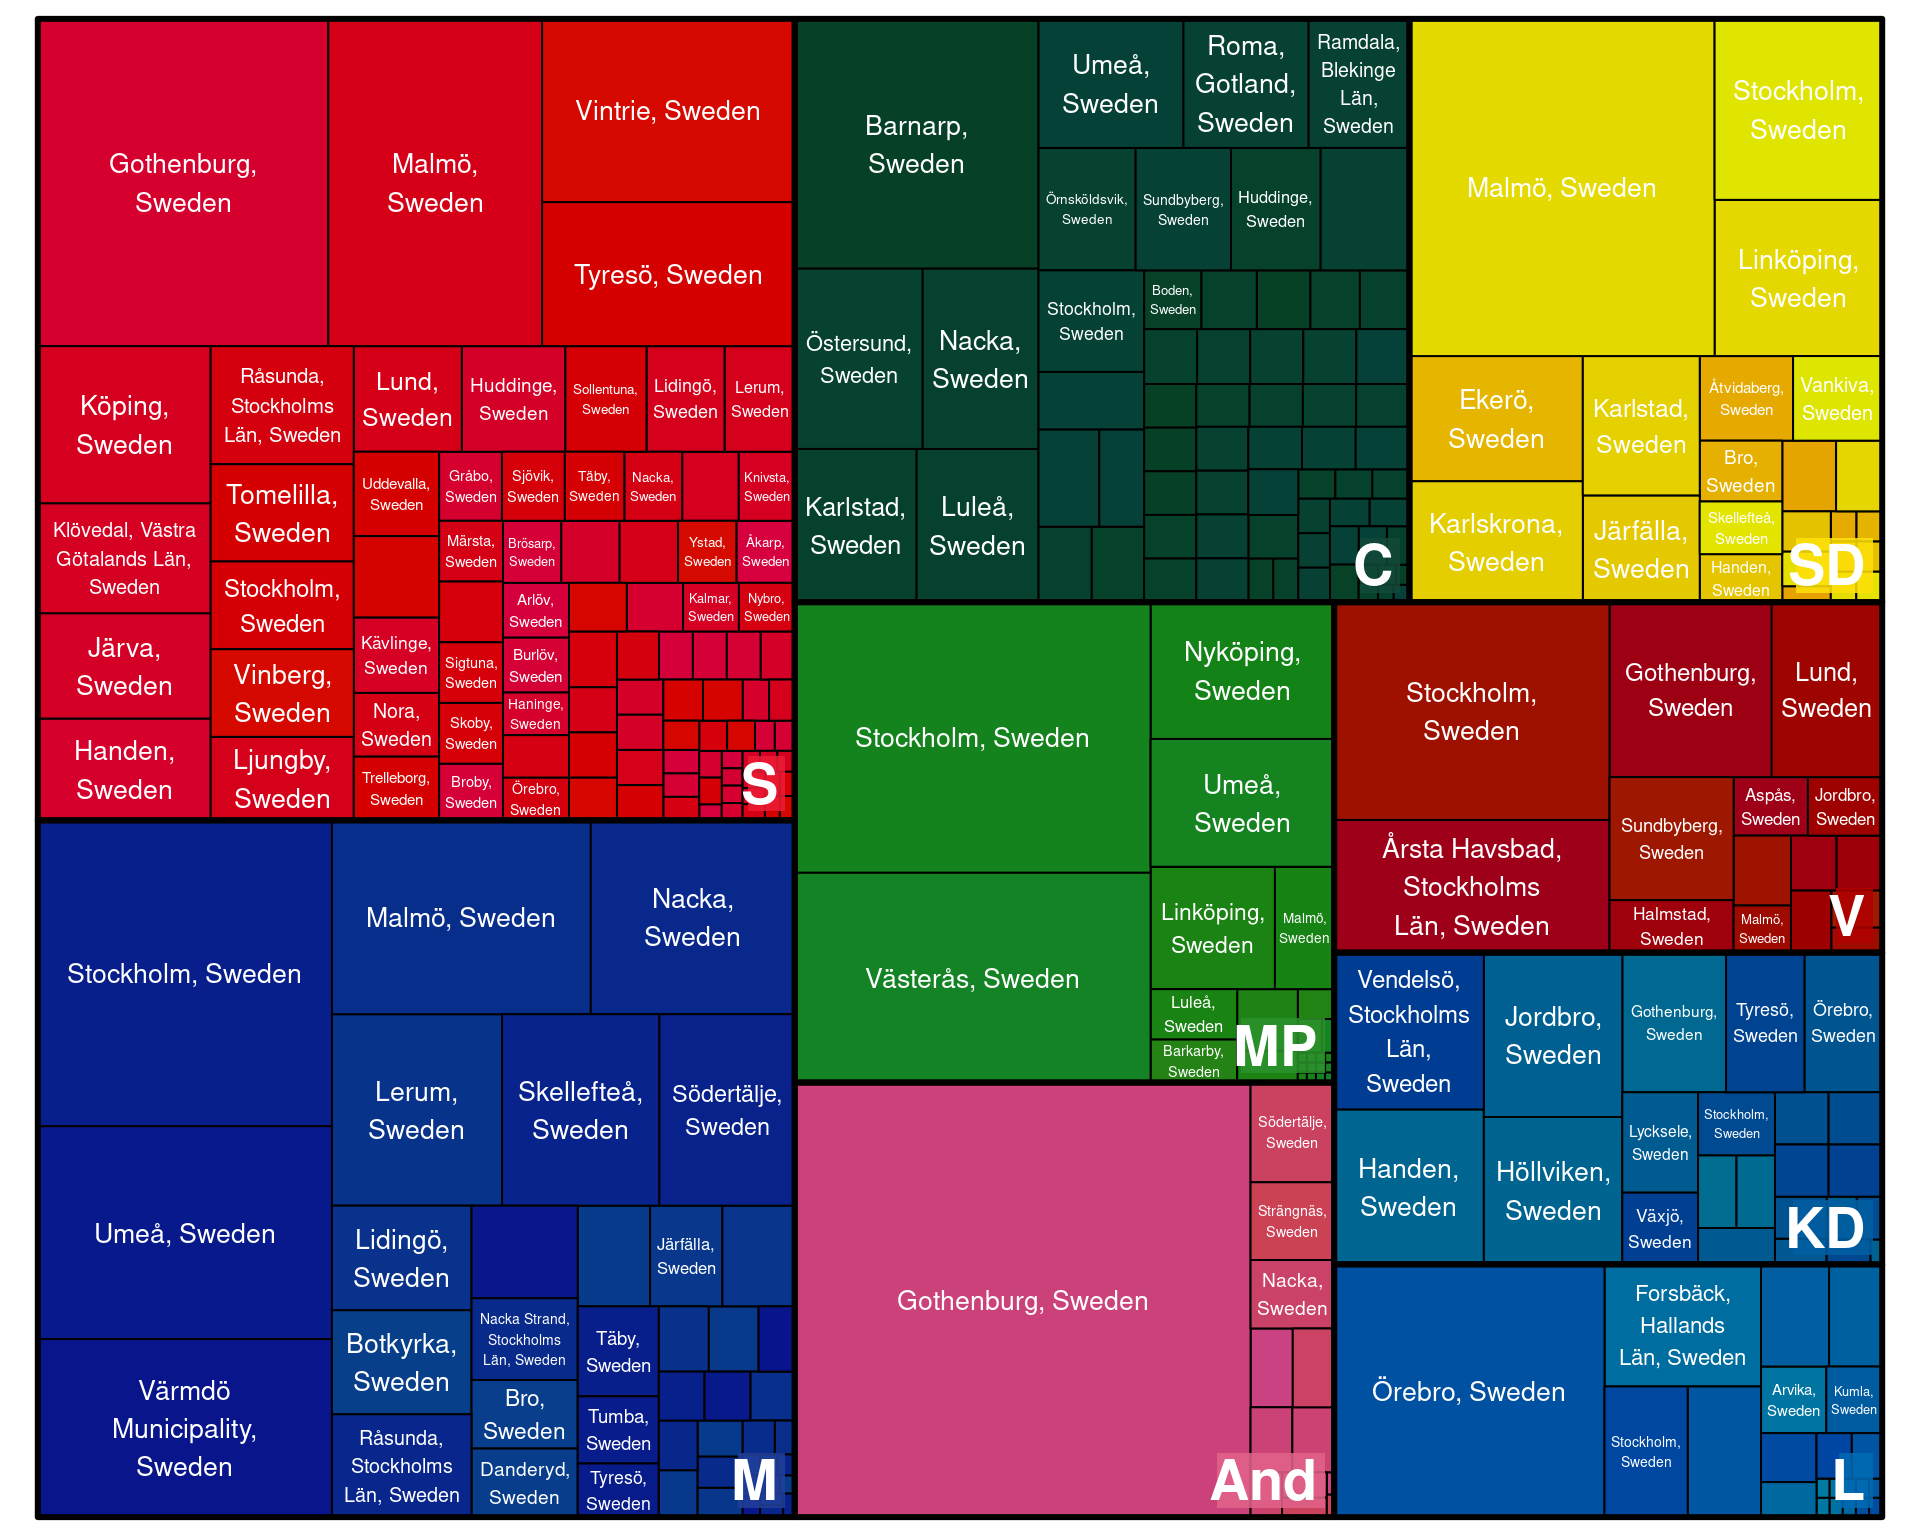 Gothenburg,
Sweden
Malmö,
Sweden
Vintrie, Sweden
Tyresö, Sweden
Köping,
Sweden
Råsunda,
Stockholms
Län, Sweden
Lund,
Sweden
Huddinge,
Sweden
Sollentuna,
Sweden
Lidingö,
Sweden
Lerum,
Sweden
Klövedal, Västra
Götalands Län,
Sweden
Tomelilla,
Sweden
Uddevalla,
Sweden
Gråbo,
Sweden
Sjövik,
Sweden
Täby,
Sweden
Nacka,
Sweden
Knivsta,
Sweden
Märsta,
Sweden
Brösarp,
Sweden
Ystad,
Sweden
Åkarp,
Sweden
Stockholm,
Sweden
Arlöv,
Sweden
Kalmar,
Sweden
Nybro,
Sweden
Järva,
Sweden
Vinberg,
Sweden
Kävlinge,
Sweden
Sigtuna,
Sweden
Burlöv,
Sweden
Haninge,
Sweden
Nora,
Sweden
Skoby,
Sweden
Handen,
Sweden
Ljungby,
Sweden
Trelleborg,
Sweden
Broby,
Sweden
Örebro,
Sweden
S
Barnarp,
Sweden
Umeå,
Sweden
Roma,
Gotland,
Sweden
Ramdala,
Blekinge
Län,
Sweden
Örnsköldsvik,
Sweden
Sundbyberg,
Sweden
Huddinge,
Sweden
Östersund,
Sweden
Nacka,
Sweden
Stockholm,
Sweden
Boden,
Sweden
Karlstad,
Sweden
Luleå,
Sweden
C
Malmö, Sweden
Stockholm,
Sweden
Linköping,
Sweden
Ekerö,
Sweden
Karlstad,
Sweden
Åtvidaberg,
Sweden
Vankiva,
Sweden
Bro,
Sweden
Karlskrona,
Sweden
Järfälla,
Sweden
Skellefteå,
Sweden
Handen,
Sweden
SD
Stockholm, Sweden
Nyköping,
Sweden
Umeå,
Sweden
Västerås, Sweden
Linköping,
Sweden
Malmö,
Sweden
Luleå,
Sweden
Barkarby,
Sweden
MP
Stockholm,
Sweden
Gothenburg,
Sweden
Lund,
Sweden
Årsta Havsbad,
Stockholms
Län, Sweden
Sundbyberg,
Sweden
Aspås,
Sweden
Jordbro,
Sweden
Halmstad,
Sweden
Malmö,
Sweden
V
Stockholm, Sweden
Malmö, Sweden
Nacka,
Sweden
Lerum,
Sweden
Skellefteå,
Sweden
Södertälje,
Sweden
Umeå, Sweden
Lidingö,
Sweden
Järfälla,
Sweden
Nacka Strand,
Stockholms
Län, Sweden
Botkyrka,
Sweden
Täby,
Sweden
Värmdö
Municipality,
Sweden
Bro,
Sweden
Tumba,
Sweden
Råsunda,
Stockholms
Län, Sweden
Danderyd,
Sweden
Tyresö,
Sweden
M
Gothenburg, Sweden
Södertälje,
Sweden
Strängnäs,
Sweden
Nacka,
Sweden
And
Vendelsö,
Stockholms
Län,
Sweden
Jordbro,
Sweden
Gothenburg,
Sweden
Tyresö,
Sweden
Örebro,
Sweden
Handen,
Sweden
Höllviken,
Sweden
Lycksele,
Sweden
Stockholm,
Sweden
Växjö,
Sweden
KD
Örebro, Sweden
Forsbäck,
Hallands
Län, Sweden
Stockholm,
Sweden
Arvika,
Sweden
Kumla,
Sweden
L